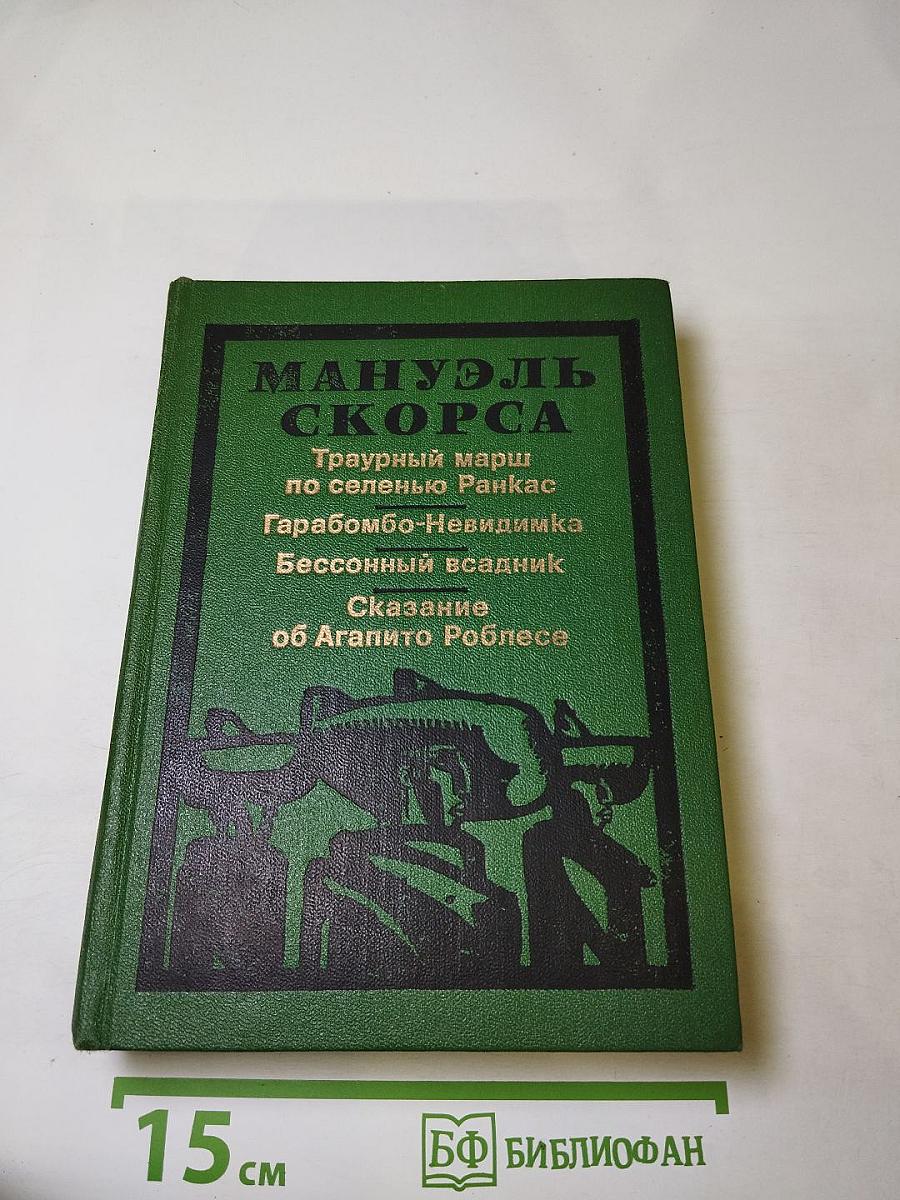 МАНУЭЛЬ
СКОРСА
Траурный марш
по селенью Ранкас
Гарабомбо-Невидимка
Бессонный всадник
Сказание
об Агапито Роблесе
15 см
БФ БИБЛИОФАН